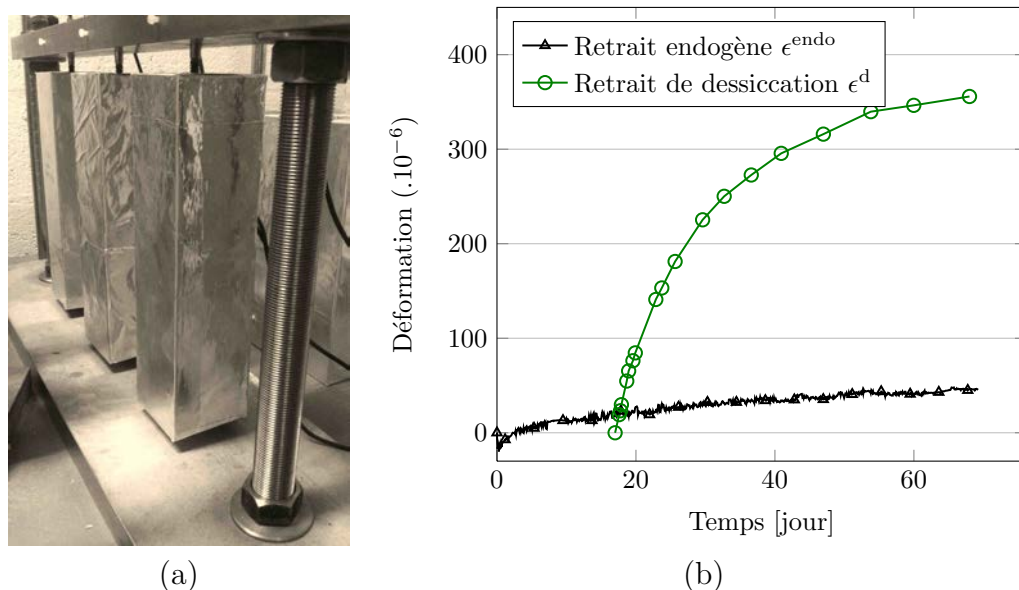 Retrait endogène ϵ^endo
Retrait de dessiccation ϵ^d
400
300
200
100
0
Déformation (.10^−6)
0 20 40 60
Temps [jour]
(a) (b)